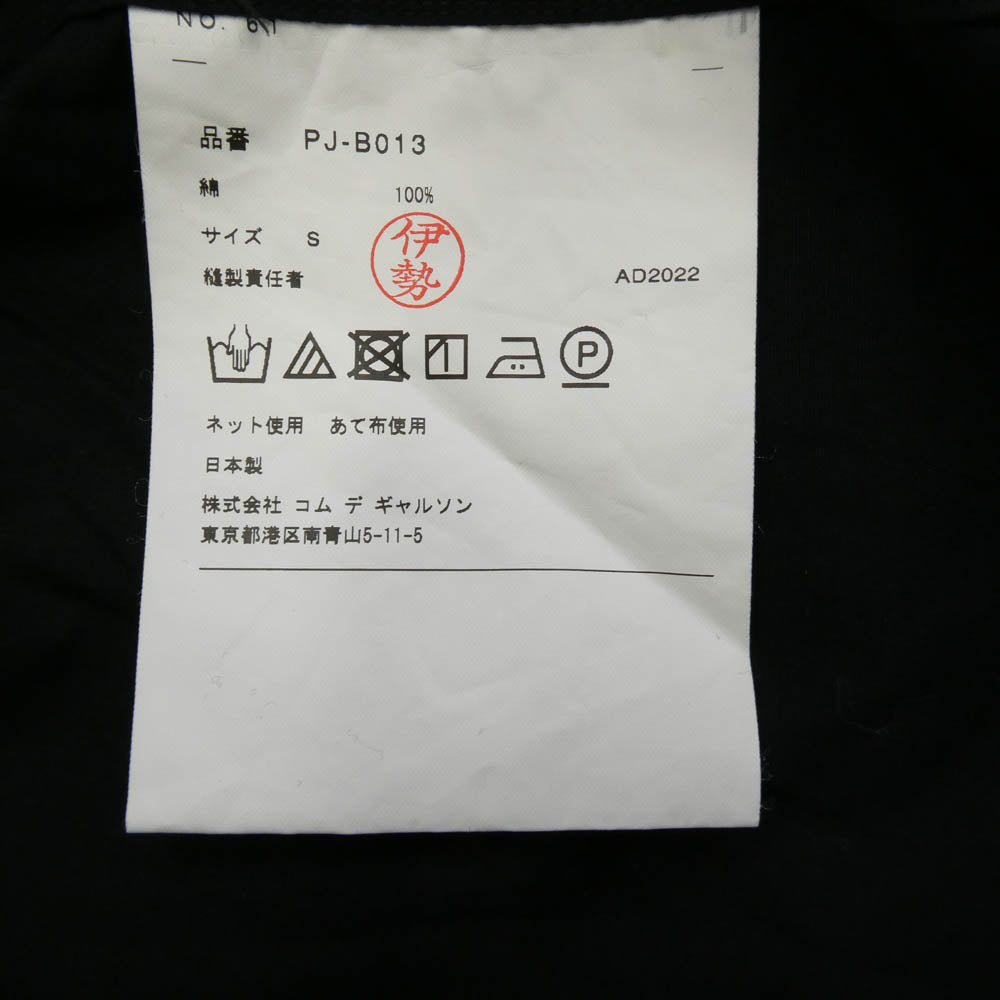 NO.
品番 PJ-B013
綿 100%
サイズ S
伊勢
縫製責任者 AD2022
P
ネット使用 あて布使用
日本製
株式会社 コム デ ギャルソン
東京都港区南青山5-11-5